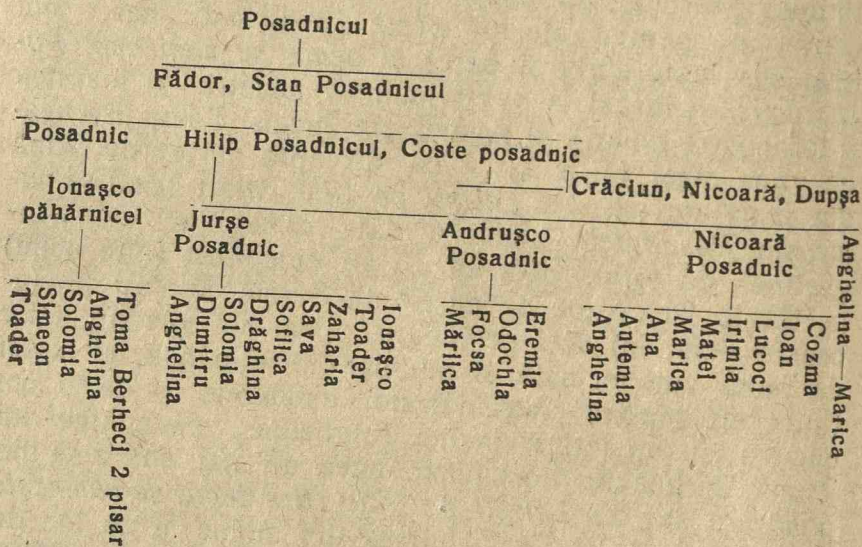 Posadnicul
Fădor, Stan Posadnicul
Posadnic
Hilip Posadnicul, Coste posadnic
Crăciun, Nicoară, Dupşa
Ionaşco
păhărnicel
Jurşe
Posadnic
Andruşco
Posadnic
Nicoară
Posadnic
Anghelina—Marica
Toader
Simeon
Solomia
Anghelina
Toma Berheci 2 pisar
Anghelina
Dumitru
Solomia
Drăghina
Sofiica
Sava
Zaharia
Toader
Ionaşco
Măriica
Focsa
Odochia
Eremia
Anghelina
Antemia
Ana
Marica
Matei
Irimia
Lucoci
Ioan
Cozma